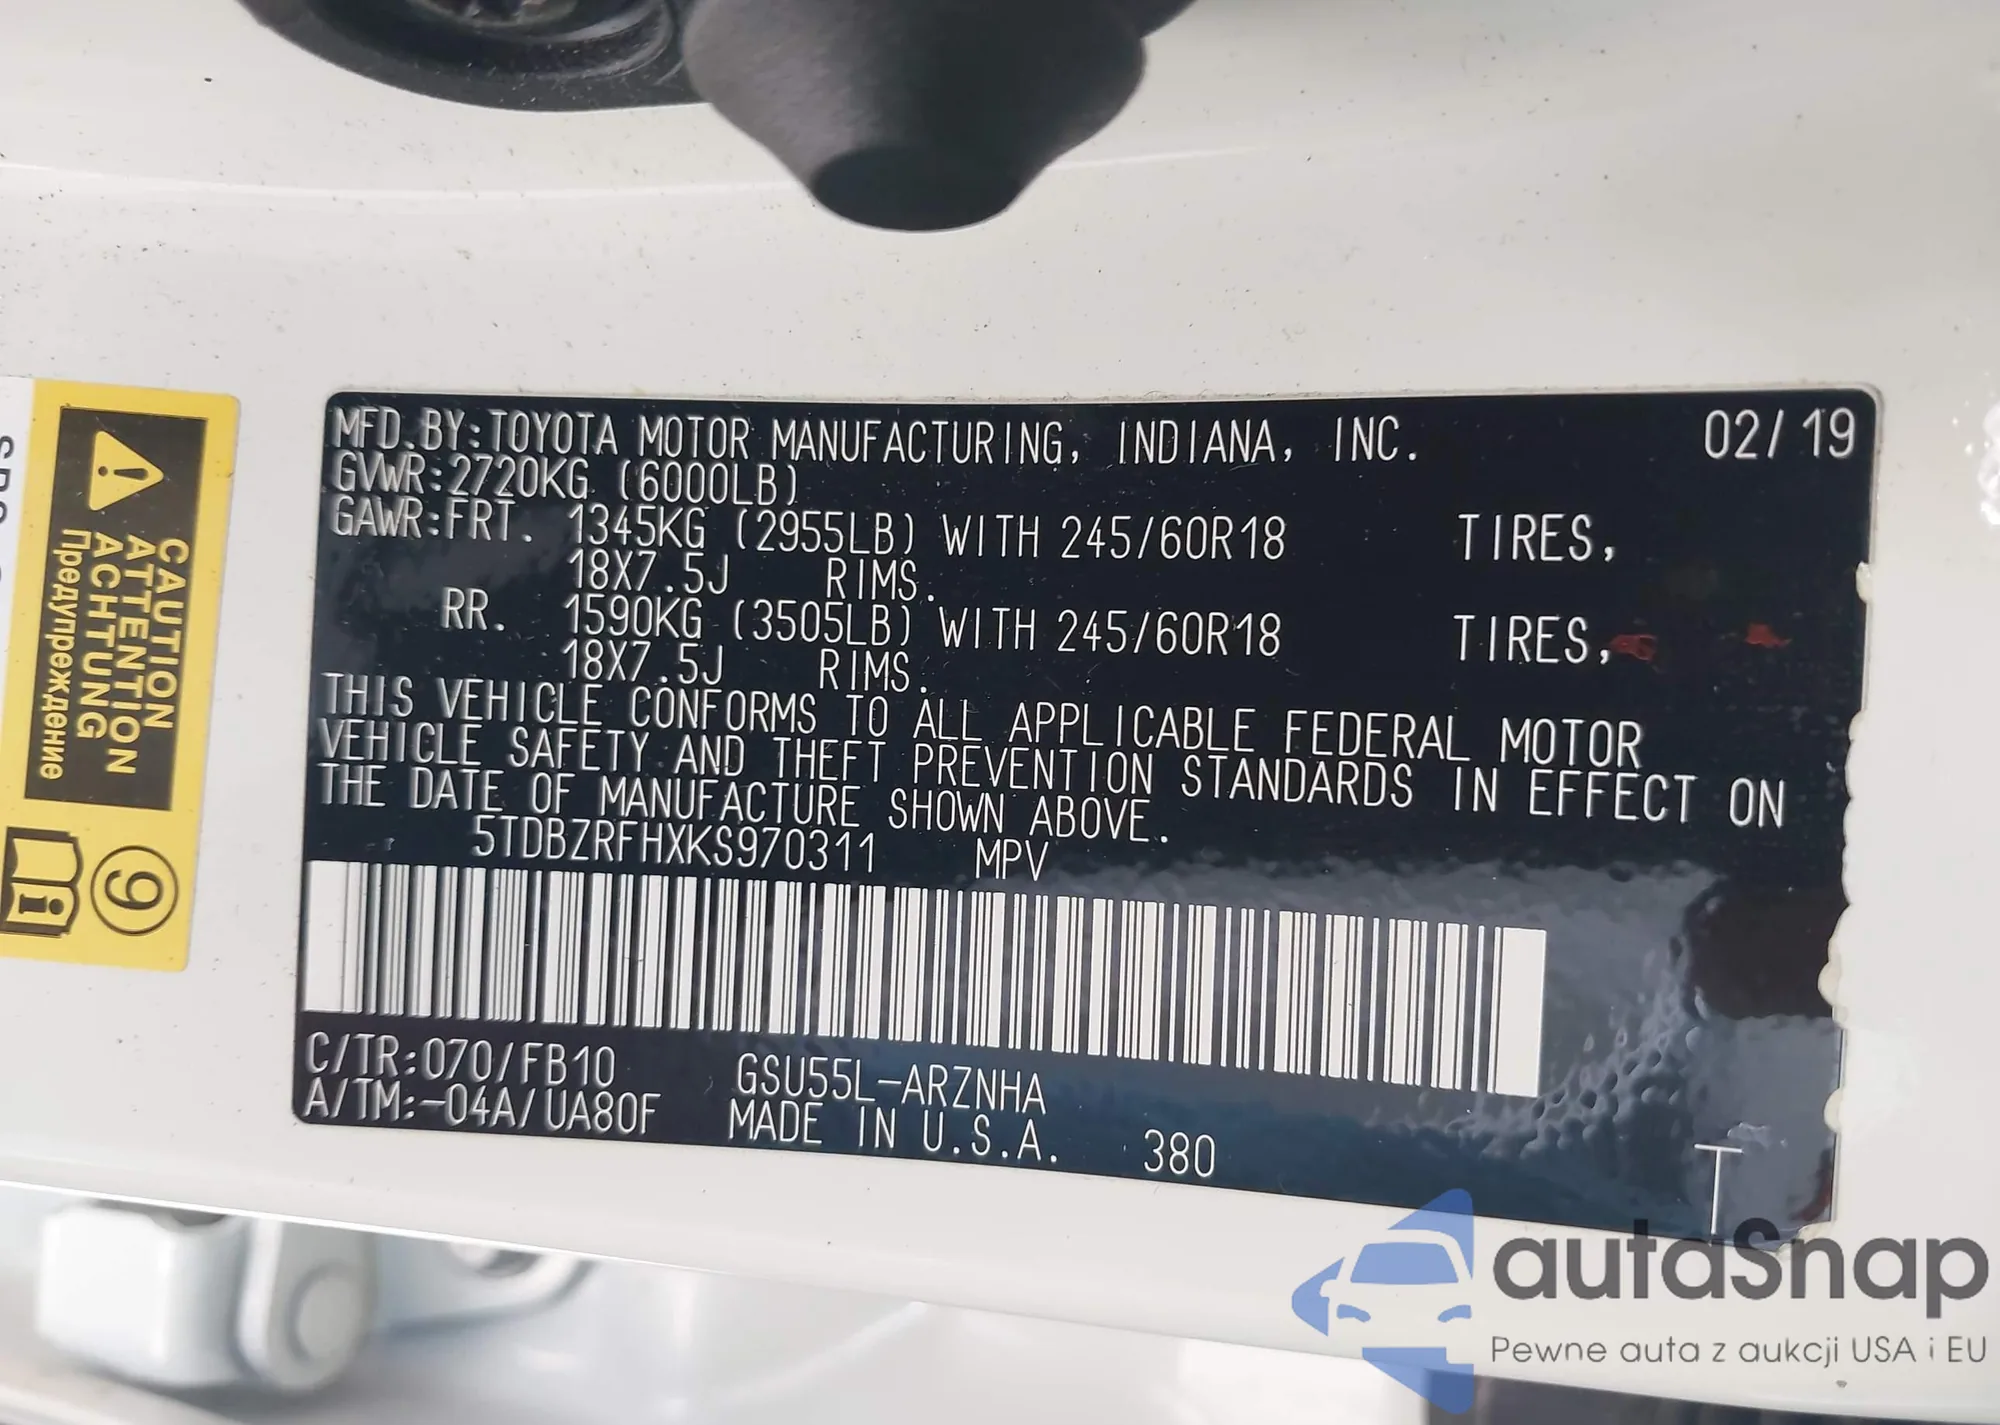 MFD.BY:TOYOTA MOTOR MANUFACTURING, INDIANA, INC. 02/19
GVWR:2720KG (6000LB)
GAWR:FRT. 1345KG (2955LB) WITH 245/60R18 TIRES,
18X7.5J RIMS.
RR. 1590KG (3505LB) WITH 245/60R18 TIRES,
18X7.5J RIMS.
THIS VEHICLE CONFORMS TO ALL APPLICABLE FEDERAL MOTOR
VEHICLE SAFETY AND THEFT PREVENTION STANDARDS IN EFFECT ON
THE DATE OF MANUFACTURE SHOWN ABOVE.
5TDBZRFHXKS970311 MPV
C/TR:070/FB10 GSU55L-ARZNHA
A/TM:-04A/UA80F MADE IN U.S.A. 380 T
CAUTION
ATTENTION
ACHTUNG
Предупреждение
9
autaSnap
Pewne auta z aukcji USA i EU